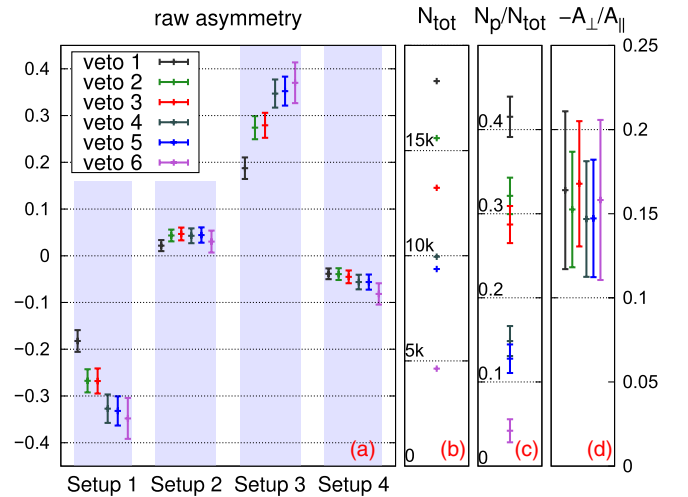 raw asymmetry N_tot N_p/N_tot −A_⊥/A_∥
0.4
0.3
0.2
0.1
0
−0.1
−0.2
−0.3
−0.4
veto 1
veto 2
veto 3
veto 4
veto 5
veto 6
Setup 1 Setup 2 Setup 3 Setup 4
(a)
15k
10k
5k
0
(b)
0.4
0.3
0.2
0.1
0
(c)
(d)
0.25
0.2
0.15
0.1
0.05
0